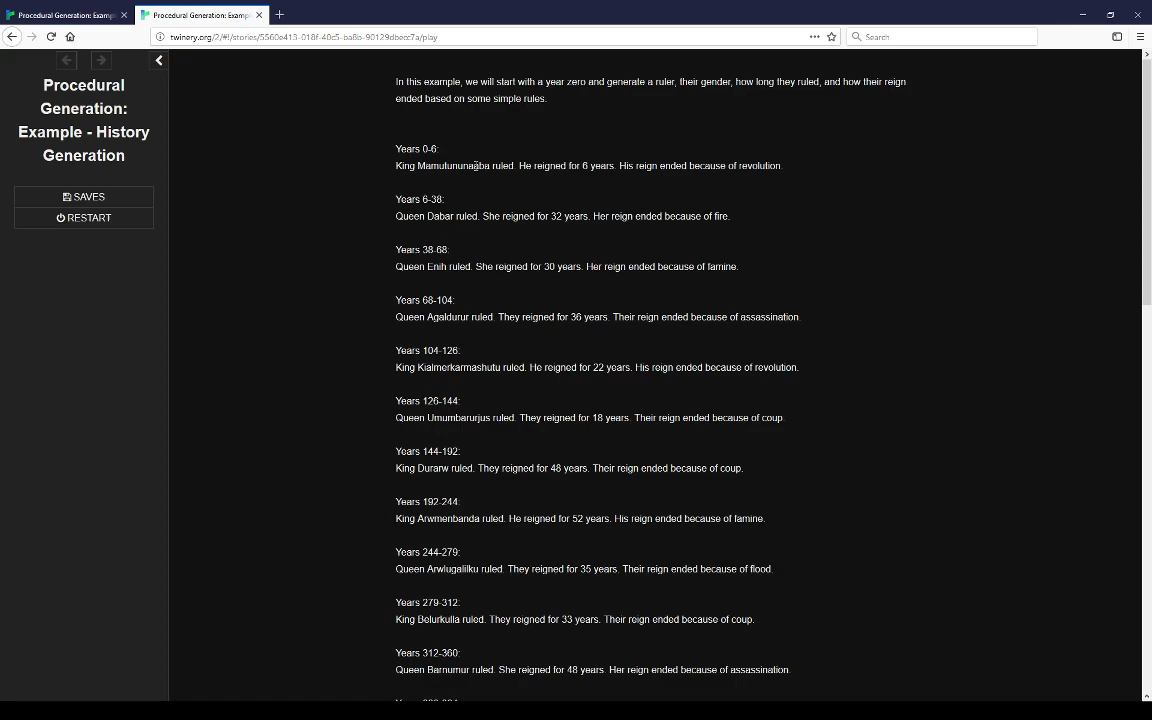 Procedural Generation: Examp
Procedural Generation: Examp
twinery.org/2/#!/stories/5560e413-018f-40c5-ba8b-90129dbecc7a/play
Search
Procedural
Generation:
Example - History
Generation
SAVES
RESTART
In this example, we will start with a year zero and generate a ruler, their gender, how long they ruled, and how their reign
ended based on some simple rules.
Years 0-6:
King Mamutununaąba ruled. He reigned for 6 years. His reign ended because of revolution.
Years 6-38:
Queen Dabar ruled. She reigned for 32 years. Her reign ended because of fire.
Years 38-68:
Queen Enih ruled. She reigned for 30 years. Her reign ended because of famine.
Years 68-104:
Queen Agaldurur ruled. They reigned for 36 years. Their reign ended because of assassination.
Years 104-126:
King Kialmerkarmashutu ruled. He reigned for 22 years. His reign ended because of revolution.
Years 126-144:
Queen Umumbarurjus ruled. They reigned for 18 years. Their reign ended because of coup.
Years 144-192:
King Durarw ruled. They reigned for 48 years. Their reign ended because of coup.
Years 192-244:
King Arwmenbanda ruled. He reigned for 52 years. His reign ended because of famine.
Years 244-279:
Queen Arwlugalilku ruled. They reigned for 35 years. Their reign ended because of flood.
Years 279-312:
King Belurkulla ruled. They reigned for 33 years. Their reign ended because of coup.
Years 312-360:
Queen Barnumur ruled. She reigned for 48 years. Her reign ended because of assassination.